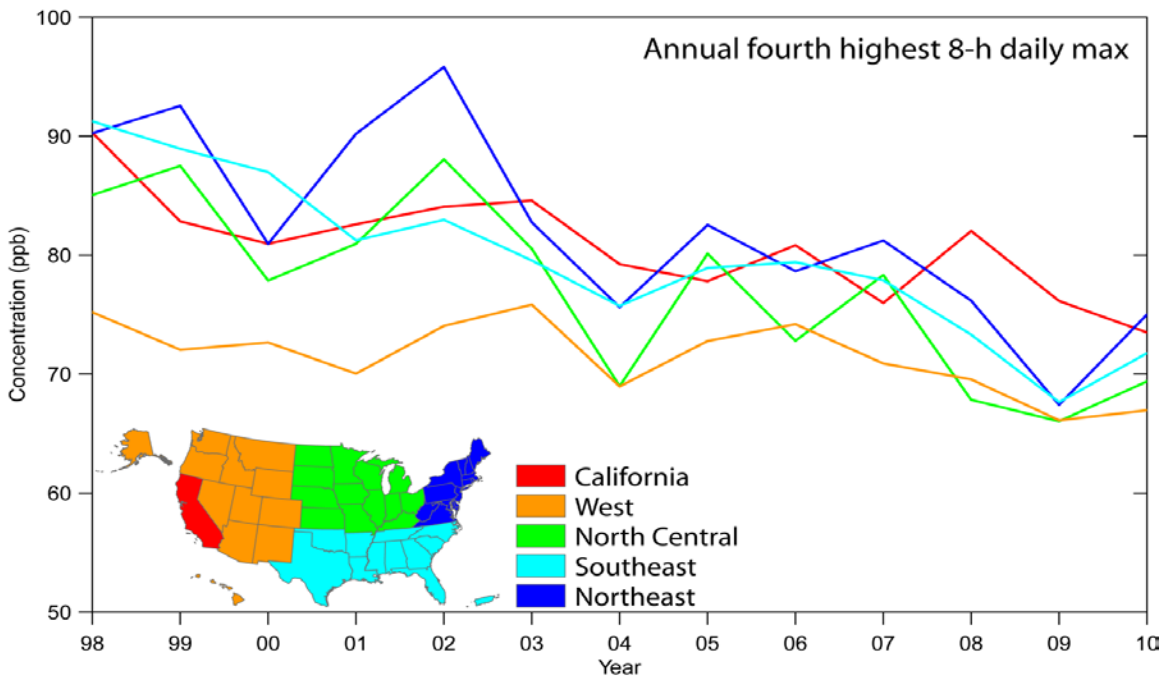 Annual fourth highest 8-h daily max
100
90
80
70
60
50
Concentration (ppb)
California
West
North Central
Southeast
Northeast
98 99 00 01 02 03 04 05 06 07 08 09 10
Year